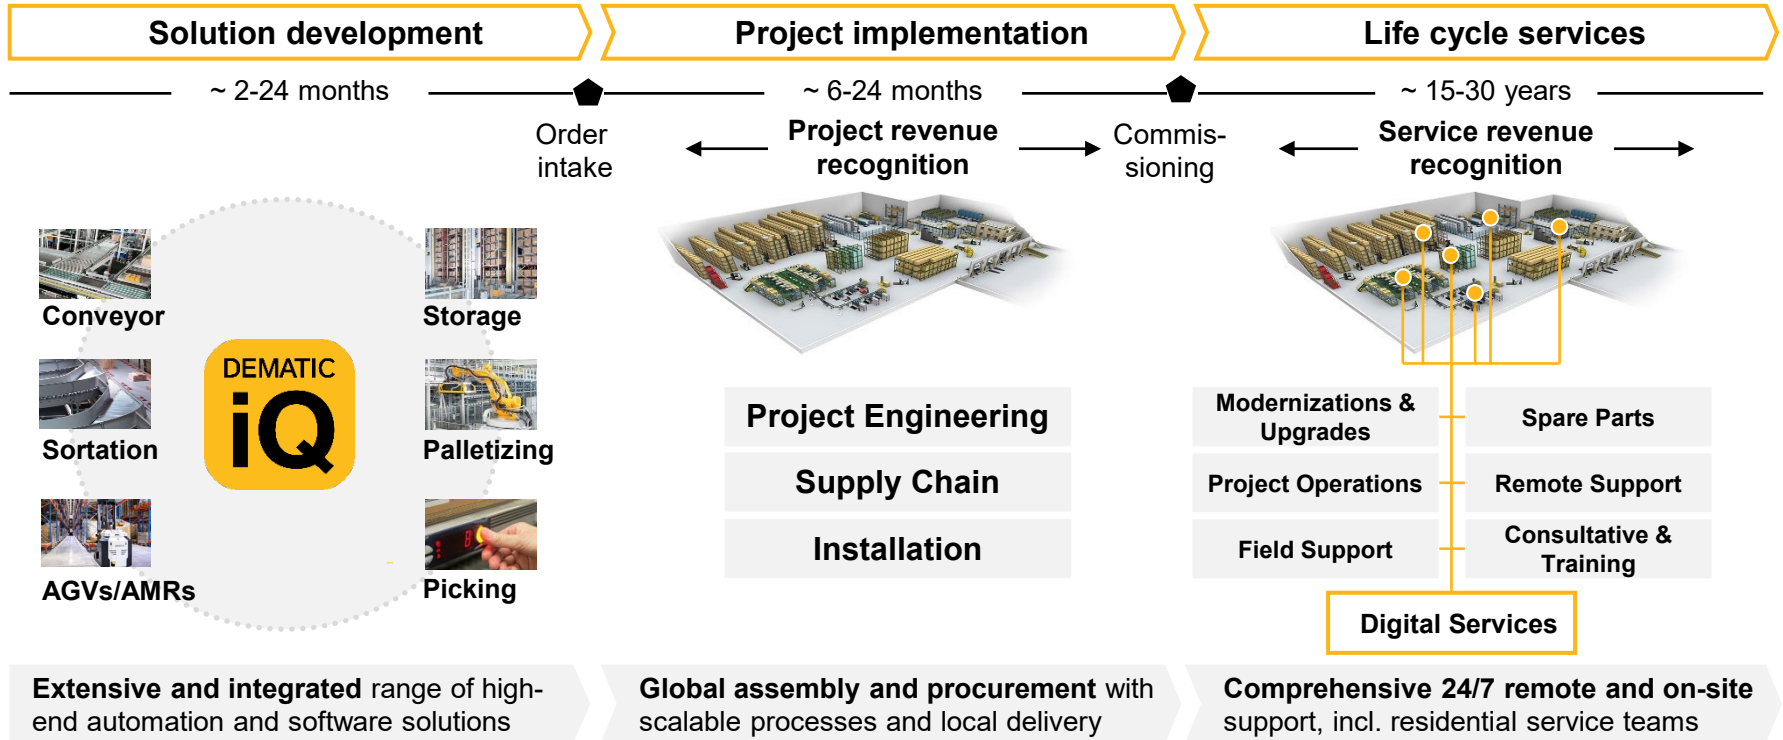 Solution development
Project implementation
Life cycle services
~ 2-24 months
~ 6-24 months
~ 15-30 years
Order
intake
Project revenue
recognition
Commis-
sioning
Service revenue
recognition
Conveyor
Storage
DEMATIC
iQ
Sortation
Palletizing
AGVs/AMRs
Picking
Project Engineering
Supply Chain
Installation
Modernizations &
Upgrades
Spare Parts
Project Operations
Remote Support
Field Support
Consultative &
Training
Digital Services
Extensive and integrated range of high-
end automation and software solutions
Global assembly and procurement with
scalable processes and local delivery
Comprehensive 24/7 remote and on-site
support, incl. residential service teams